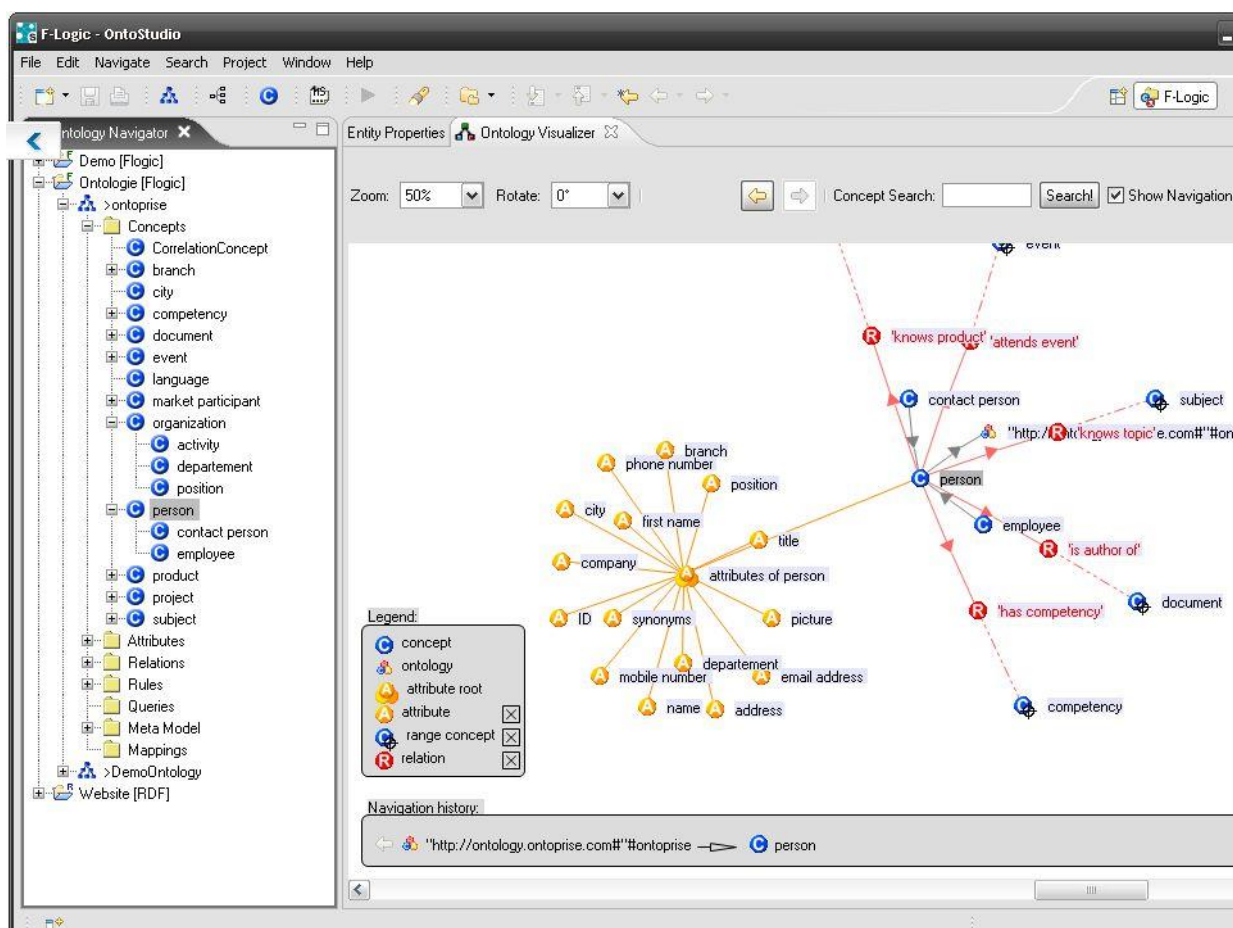 F-Logic - OntoStudio
File Edit Navigate Search Project Window Help
F-Logic
ntology Navigator
Entity Properties
Ontology Visualizer
Demo [Flogic]
Ontologie [Flogic]
>ontoprise
Concepts
CorrelationConcept
branch
city
competency
document
event
language
market participant
organization
activity
departement
position
person
contact person
employee
product
project
subject
Attributes
Relations
Rules
Queries
Meta Model
Mappings
>DemoOntology
Website [RDF]
Zoom: 50% Rotate: 0° Concept Search: Search! Show Navigation
event
'knows product'
'attends event'
contact person
subject
"http://
'knows topic'
e.com#"#on
person
branch
phone number
position
city
first name
employee
title
'is author of'
company
attributes of person
document
'has competency'
ID
synonyms
picture
departement
mobile number
email address
name
address
competency
Legend:
concept
ontology
attribute root
attribute
range concept
relation
Navigation history:
"http://ontology.ontoprise.com#"#ontoprise person